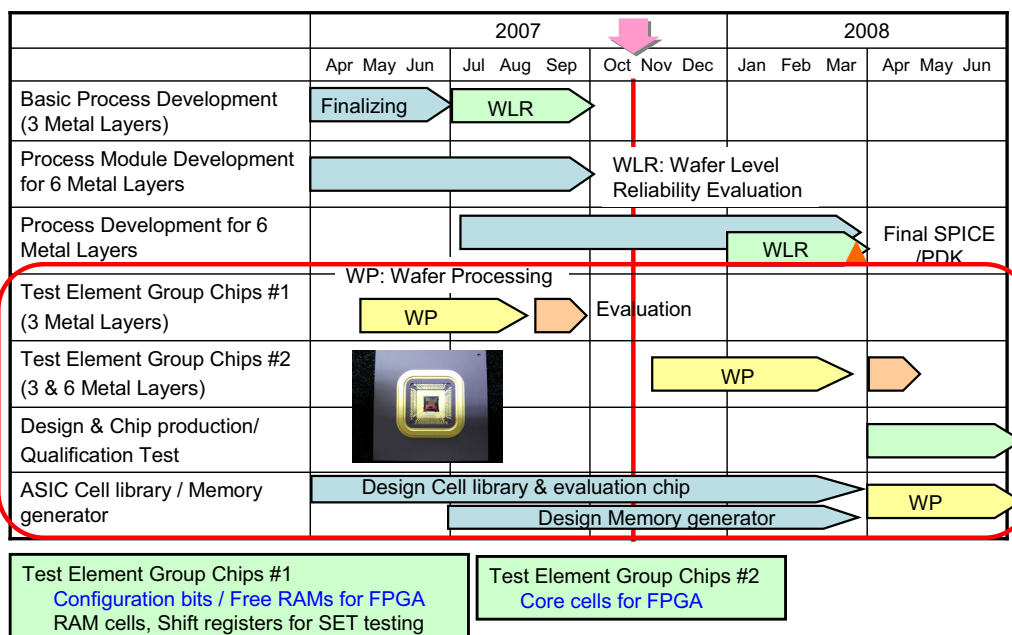 2007
2008
Apr May Jun
Jul Aug Sep
Oct Nov Dec
Jan Feb Mar
Apr May Jun
Basic Process Development
(3 Metal Layers)
Finalizing
WLR
Process Module Development
for 6 Metal Layers
WLR: Wafer Level
Reliability Evaluation
Process Development for 6
Metal Layers
WLR
Final SPICE
/PDK
WP: Wafer Processing
Test Element Group Chips #1
(3 Metal Layers)
WP
Evaluation
Test Element Group Chips #2
(3 & 6 Metal Layers)
WP
Design & Chip production/
Qualification Test
ASIC Cell library / Memory
generator
Design Cell library & evaluation chip
Design Memory generator
WP
Test Element Group Chips #1
Configuration bits / Free RAMs for FPGA
RAM cells, Shift registers for SET testing
Test Element Group Chips #2
Core cells for FPGA